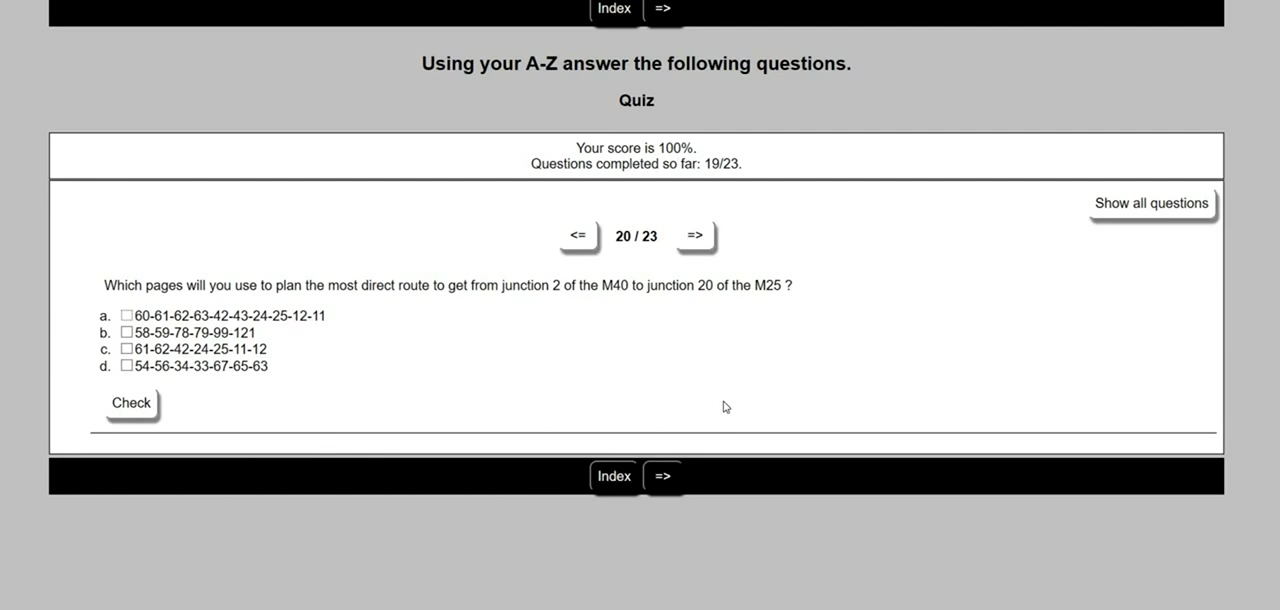 Index =>
Using your A-Z answer the following questions.
Quiz
Your score is 100%.
Questions completed so far: 19/23.
Show all questions
<= 20 / 23 =>
Which pages will you use to plan the most direct route to get from junction 2 of the M40 to junction 20 of the M25 ?
a. 60-61-62-63-42-43-24-25-12-11
b. 58-59-78-79-99-121
c. 61-62-42-24-25-11-12
d. 54-56-34-33-67-65-63
Check
Index =>